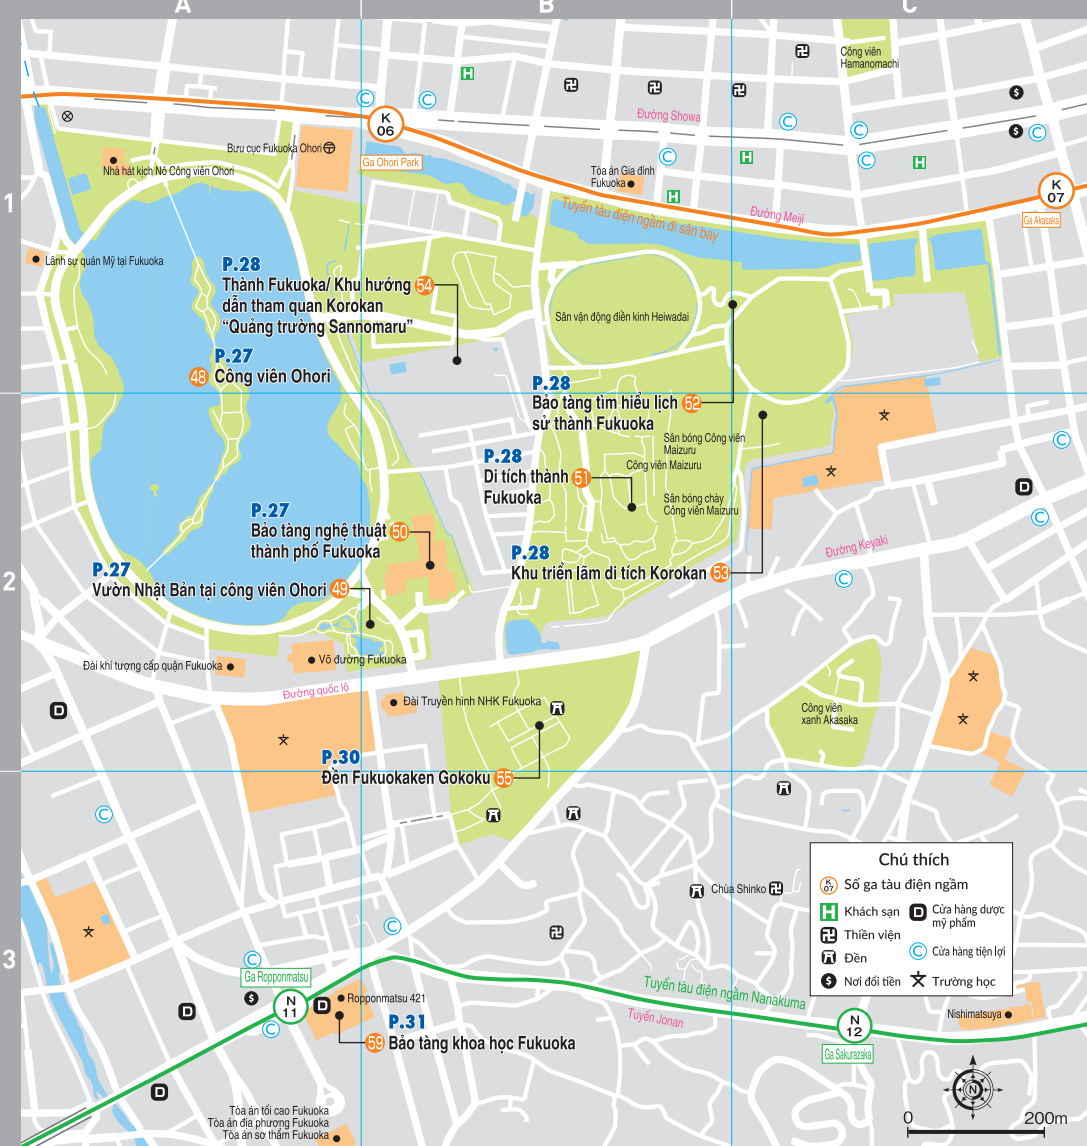 A
B
C
1
2
3
Công viên
Hamanomachi
Đường Showa
K
06
Bưu cục Fukuoka Ohori
Ga Ohori Park
Nhà hát kịch Nô Công viên Ohori
Tòa án Gia đình
Fukuoka
K
07
Ga Akasaka
Tuyến tàu điện ngầm đi sân bay
Đường Meiji
Lãnh sự quán Mỹ tại Fukuoka
P.28
Thành Fukuoka/ Khu hướng 54
dẫn tham quan Korokan
“Quảng trường Sannomaru”
Sân vận động điền kinh Heiwadai
P.27
48 Công viên Ohori
P.28
Bảo tàng tìm hiểu lịch 52
sử thành Fukuoka
Sân bóng Công viên
Maizuru
Công viên Maizuru
P.28
Di tích thành 51
Fukuoka
Sân bóng chày
Công viên Maizuru
P.27
Bảo tàng nghệ thuật 50
thành phố Fukuoka
P.28
Khu triển lãm di tích Korokan 53
Đường Keyaki
P.27
Vườn Nhật Bản tại công viên Ohori 49
Đài khí tượng cấp quận Fukuoka
Võ đường Fukuoka
Đường quốc lộ
Đài Truyền hình NHK Fukuoka
Công viên
xanh Akasaka
P.30
Đền Fukuokaken Gokoku 55
Chùa Shinko
Chú thích
K
07
Số ga tàu điện ngầm
H Khách sạn
D Cửa hàng dược
mỹ phẩm
Thiền viện
Đền
C Cửa hàng tiện lợi
$ Nơi đổi tiền
Trường học
Ga Ropponmatsu
N
11
Ropponmatsu 421
P.31
59 Bảo tàng khoa học Fukuoka
Tuyến tàu điện ngầm Nanakuma
Tuyến Jonan
N
12
Ga Sakurazaka
Nishimatsuya
N
0 200m
Tòa án tối cao Fukuoka
Tòa án địa phương Fukuoka
Tòa án sơ thẩm Fukuoka